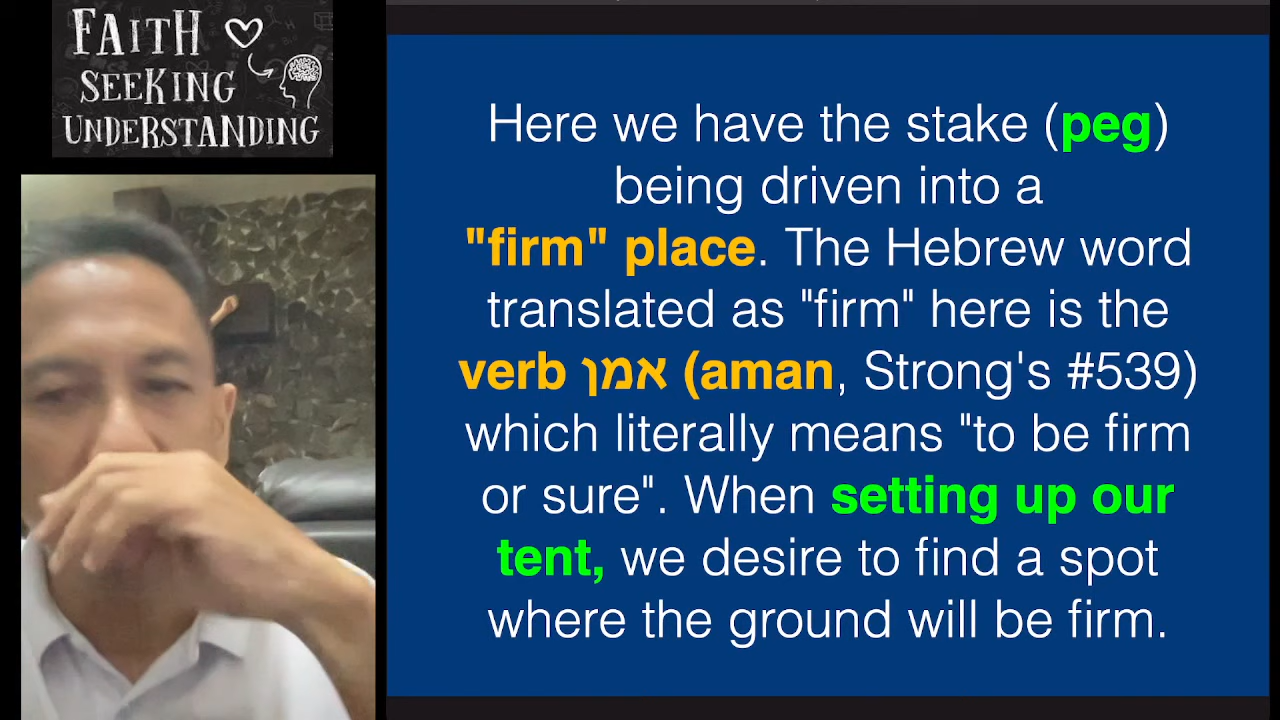 FAITH
SEEKING
UNDERSTANDING
Here we have the stake (peg)
being driven into a
"firm" place. The Hebrew word
translated as "firm" here is the
verb אמן (aman, Strong's #539)
which literally means "to be firm
or sure". When setting up our
tent, we desire to find a spot
where the ground will be firm.